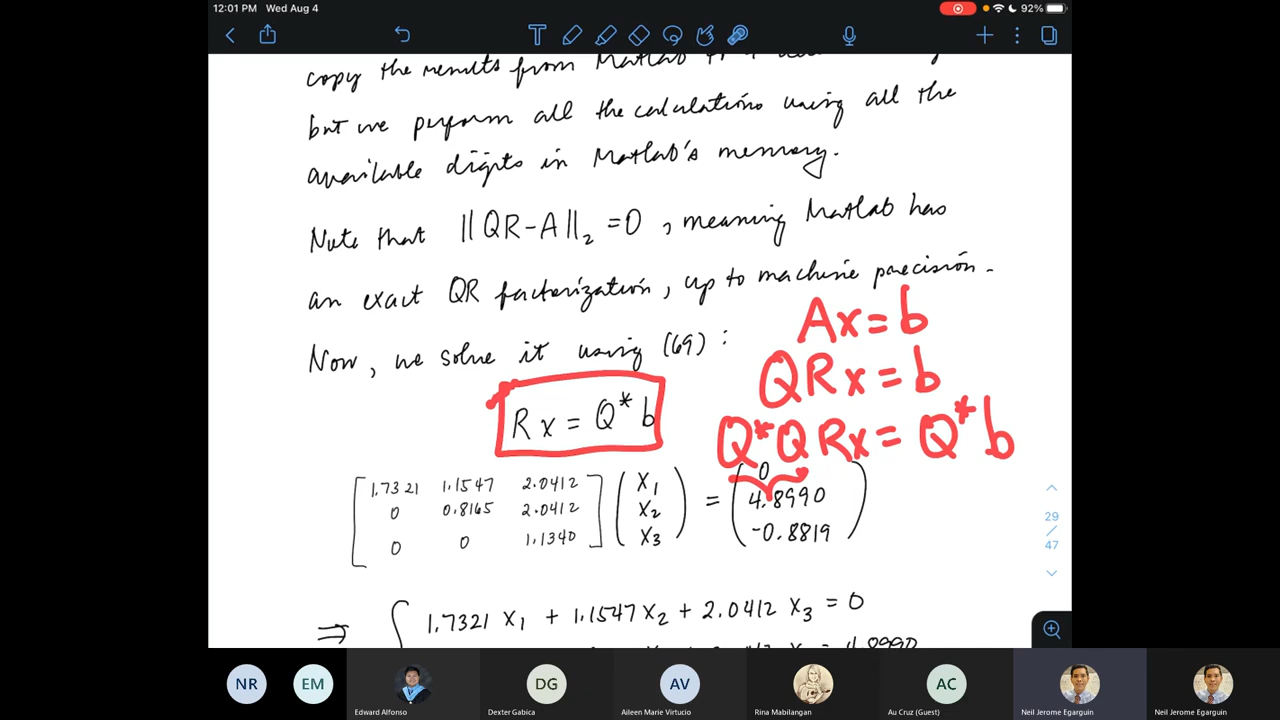 12:01 PM Wed Aug 4
92%
copy the results from Matlab
but we perform all the calculations using all the
available digits in Matlab's memory.
Note that ||QR-A||₂ = 0, meaning Matlab has
an exact QR factorization, up to machine precision.
Ax = b
Now, we solve it using (69) :
QRx = b
Rx = Q* b
Q*QRx = Q* b
1.7321 1.1547 2.0412 X₁ 0
0 0.8165 2.0412 X₂ = 4.8990
0 0 1.1340 X₃ -0.8819
29
/
47
⇒ 1.7321 X₁ + 1.1547 X₂ + 2.0412 X₃ = 0
4.8990
NR EM DG AV AC
Edward Alfonso Dexter Gabica Aileen Marie Virtucio Rina Mabilangan Au Cruz (Guest) Neil Jerome Egarguin Neil Jerome Egarguin